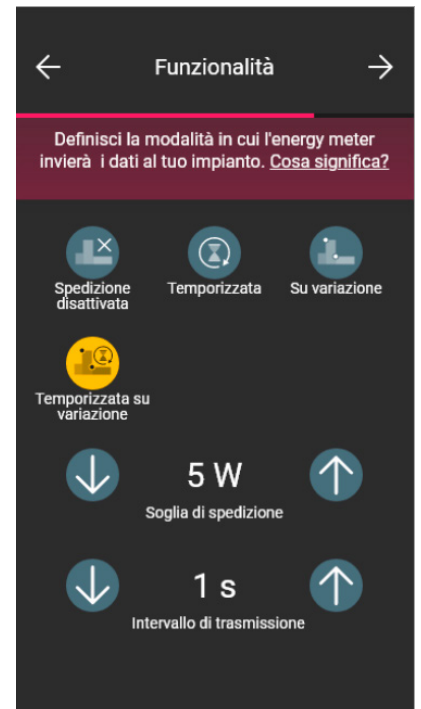 Funzionalità
Definisci la modalità in cui l'energy meter
invierà i dati al tuo impianto. Cosa significa?
Spedizione
disattivata
Temporizzata
Su variazione
Temporizzata su
variazione
5 W
Soglia di spedizione
1 s
Intervallo di trasmissione